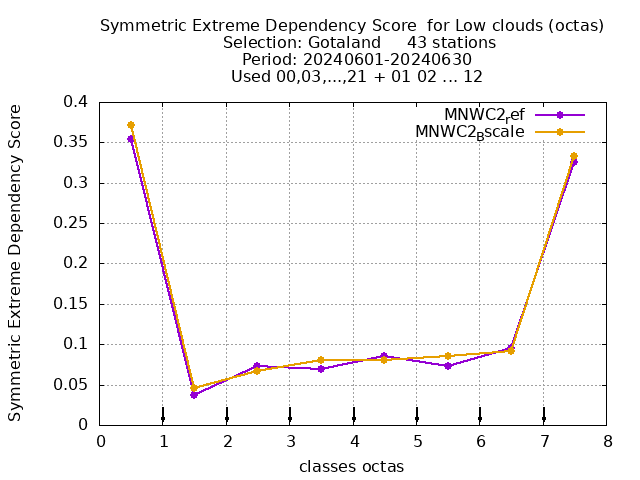 Symmetric Extreme Dependency Score  for Low clouds (octas)
Selection: Gotaland     43 stations
Period: 20240601-20240630
Used 00,03,...,21 + 01 02 ... 12
Symmetric Extreme Dependency Score
0.4
0.35
0.3
0.25
0.2
0.15
0.1
0.05
0
MNWC2ref
MNWC2Bscale
0 1 2 3 4 5 6 7 8
classes octas